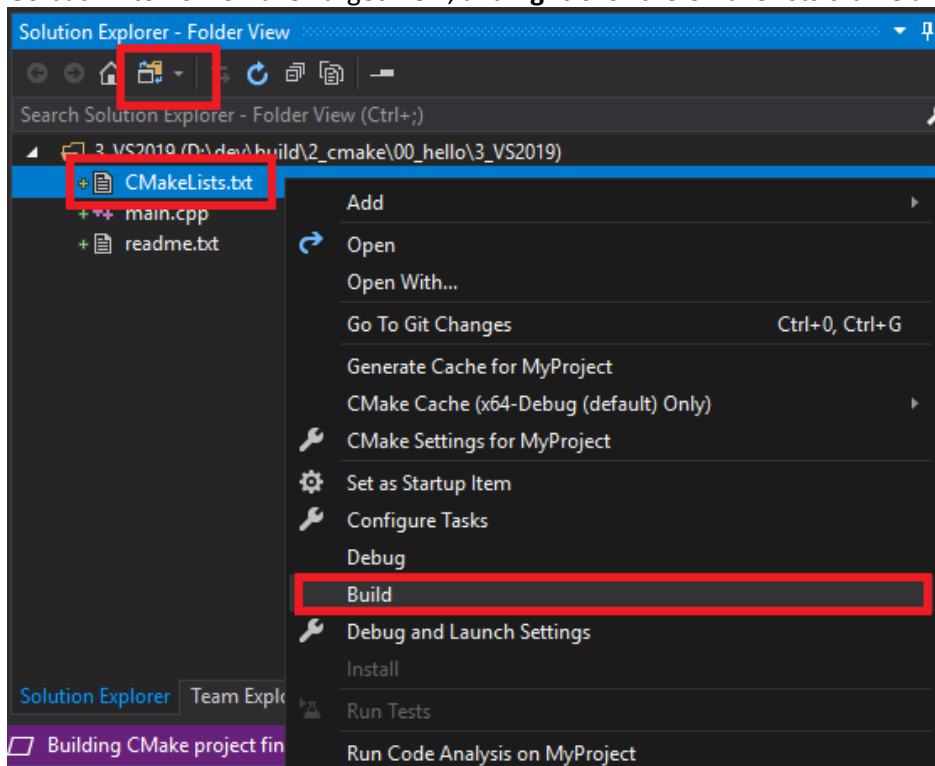 Solution Explorer - Folder View
Search Solution Explorer - Folder View (Ctrl+;)
3_VS2019 (D:\dev\build\2_cmake\00_hello\3_VS2019)
CMakeLists.txt
main.cpp
readme.txt
Add
Open
Open With...
Go To Git Changes Ctrl+0, Ctrl+G
Generate Cache for MyProject
CMake Cache (x64-Debug (default) Only)
CMake Settings for MyProject
Set as Startup Item
Configure Tasks
Debug
Build
Debug and Launch Settings
Install
Run Tests
Run Code Analysis on MyProject
Solution Explorer Team Explo
Building CMake project fin